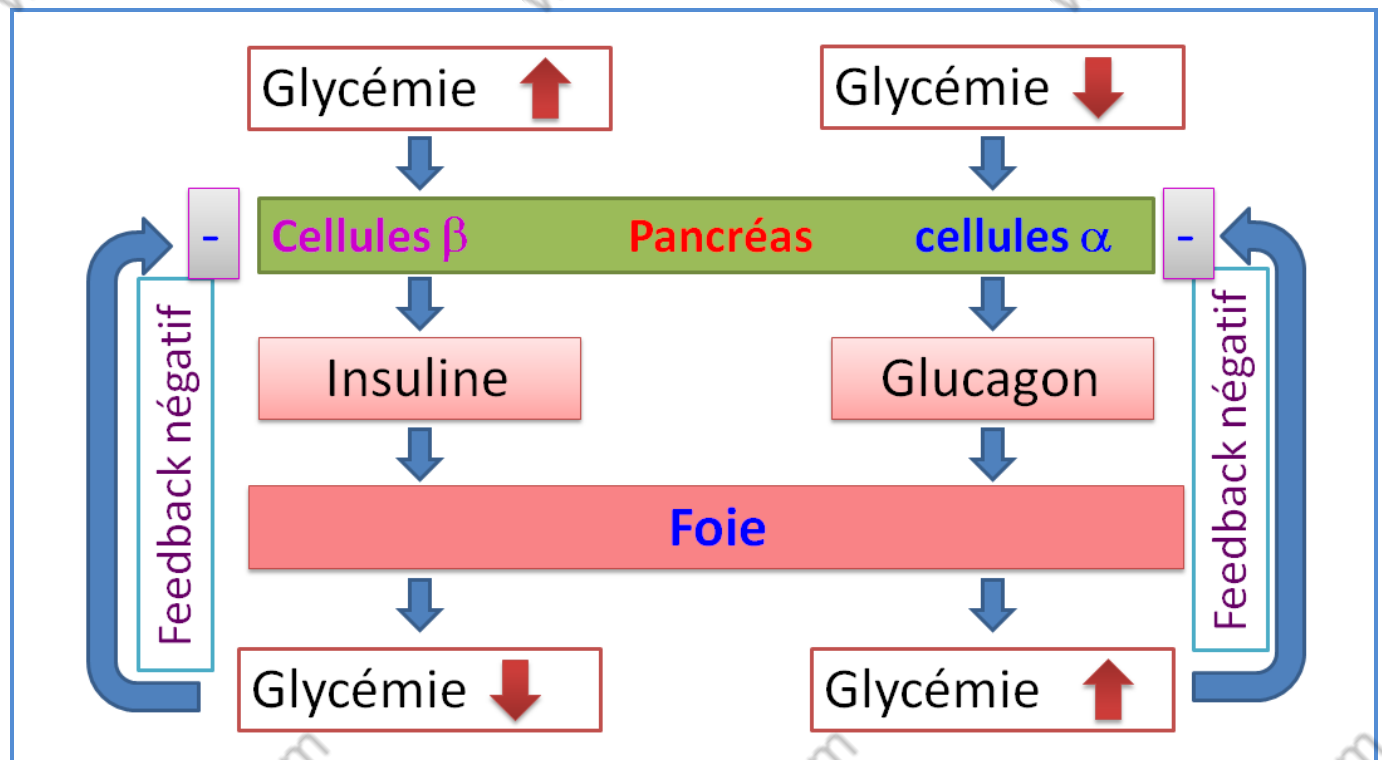 Glycémie
Glycémie
-
Cellules β
Pancréas
cellules α
-
Insuline
Glucagon
Feedback négatif
Feedback négatif
Foie
Glycémie
Glycémie